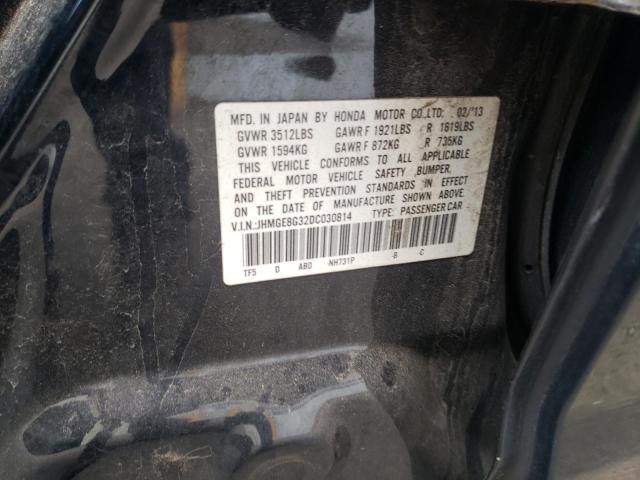 MFD. IN JAPAN BY HONDA MOTOR CO.,LTD: 02/'13
GVWR 3512LBS GAWR F 1921LBS R 1619LBS
GVWR 1594KG GAWR F 872KG R 735KG
THIS VEHICLE CONFORMS TO ALL APPLICABLE
FEDERAL MOTOR VEHICLE SAFETY, BUMPER,
AND THEFT PREVENTION STANDARDS IN EFFECT
ON THE DATE OF MANUFACTURE SHOWN ABOVE.
V.I.N.:JHMGE8G32DC030814 TYPE: PASSENGER CAR
TF5 D AB0 -NH731P -B -C